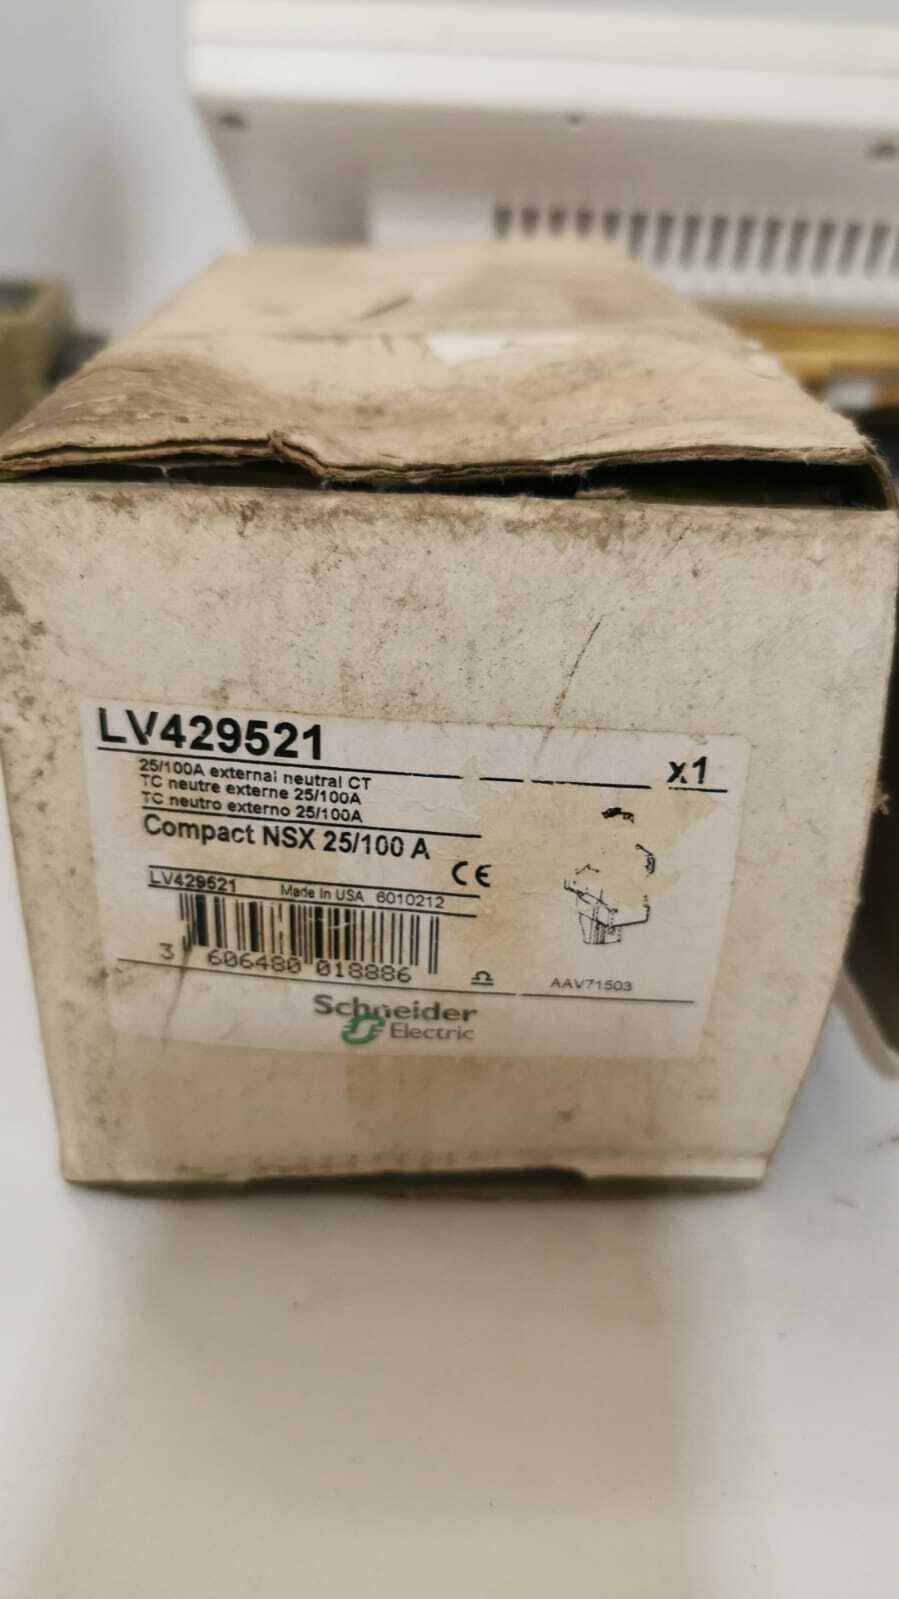 LV429521
x1
25/100A external neutral CT
TC neutre externe 25/100A
TC neutro externo 25/100A
Compact NSX 25/100 A
CE
LV429521 Made in USA 6010212
3 606480 018886
AAV71503
Schneider
Electric